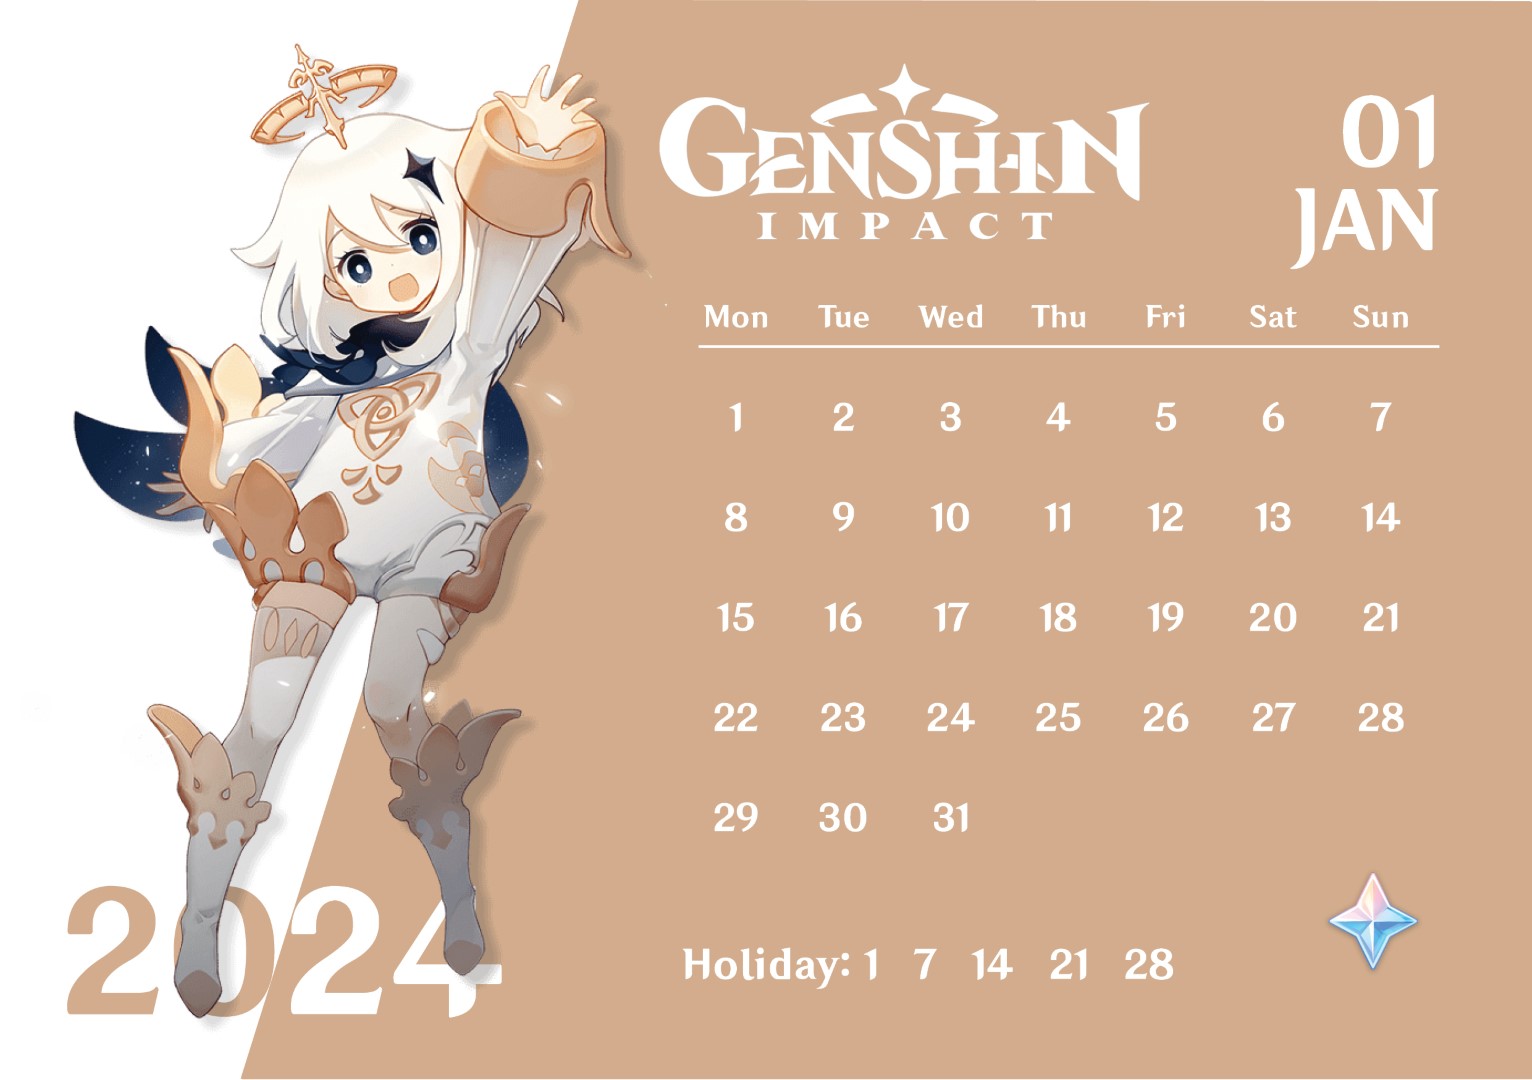 GENSHIN
IMPACT
01
JAN
Mon Tue Wed Thu Fri Sat Sun
1 2 3 4 5 6 7
8 9 10 11 12 13 14
15 16 17 18 19 20 21
22 23 24 25 26 27 28
29 30 31
2024
Holiday: 1 7 14 21 28